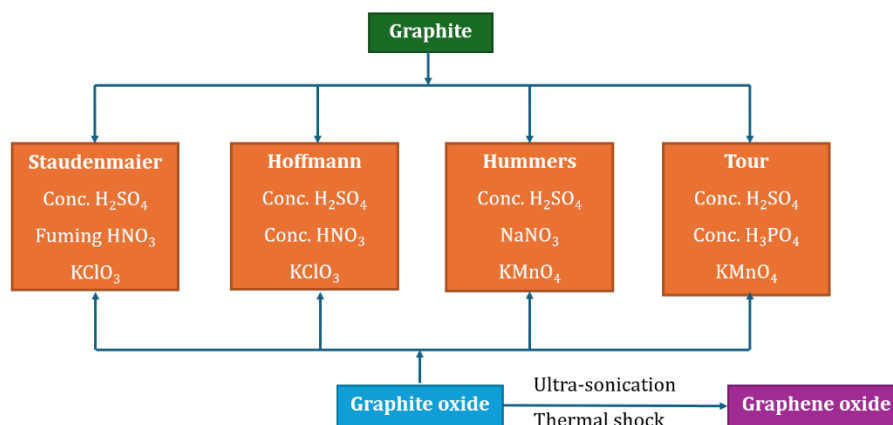 Graphite
Staudenmaier
Conc. H₂SO₄
Fuming HNO₃
KClO₃
Hoffmann
Conc. H₂SO₄
Conc. HNO₃
KClO₃
Hummers
Conc. H₂SO₄
NaNO₃
KMnO₄
Tour
Conc. H₂SO₄
Conc. H₃PO₄
KMnO₄
Graphite oxide
Ultra-sonication
Thermal shock
Graphene oxide